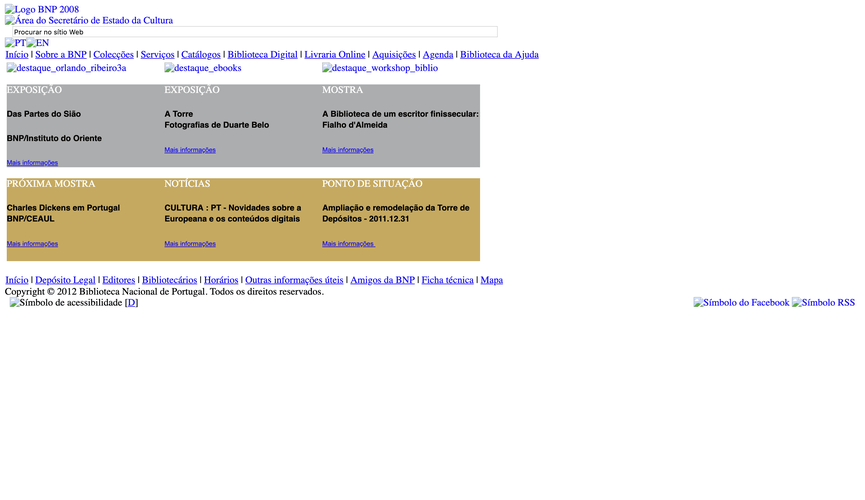 Logo BNP 2008
Área do Secretário de Estado da Cultura
Procurar no sítio Web
PT EN
Início | Sobre a BNP | Colecções | Serviços | Catálogos | Biblioteca Digital | Livraria Online | Aquisições | Agenda | Biblioteca da Ajuda
destaque_orlando_ribeiro3a destaque_ebooks destaque_workshop_biblio
EXPOSIÇÃO
Das Partes do Sião
BNP/Instituto do Oriente
Mais informações
EXPOSIÇÃO
A Torre
Fotografias de Duarte Belo
Mais informações
MOSTRA
A Biblioteca de um escritor finissecular:
Fialho d'Almeida
Mais informações
PRÓXIMA MOSTRA
Charles Dickens em Portugal
BNP/CEAUL
Mais informações
NOTÍCIAS
CULTURA : PT - Novidades sobre a
Europeana e os conteúdos digitais
Mais informações
PONTO DE SITUAÇÃO
Ampliação e remodelação da Torre de
Depósitos - 2011.12.31
Mais informações
Início | Depósito Legal | Editores | Bibliotecários | Horários | Outras informações úteis | Amigos da BNP | Ficha técnica | Mapa
Copyright © 2012 Biblioteca Nacional de Portugal. Todos os direitos reservados.
Símbolo de acessibilidade [D] Símbolo do Facebook Símbolo RSS